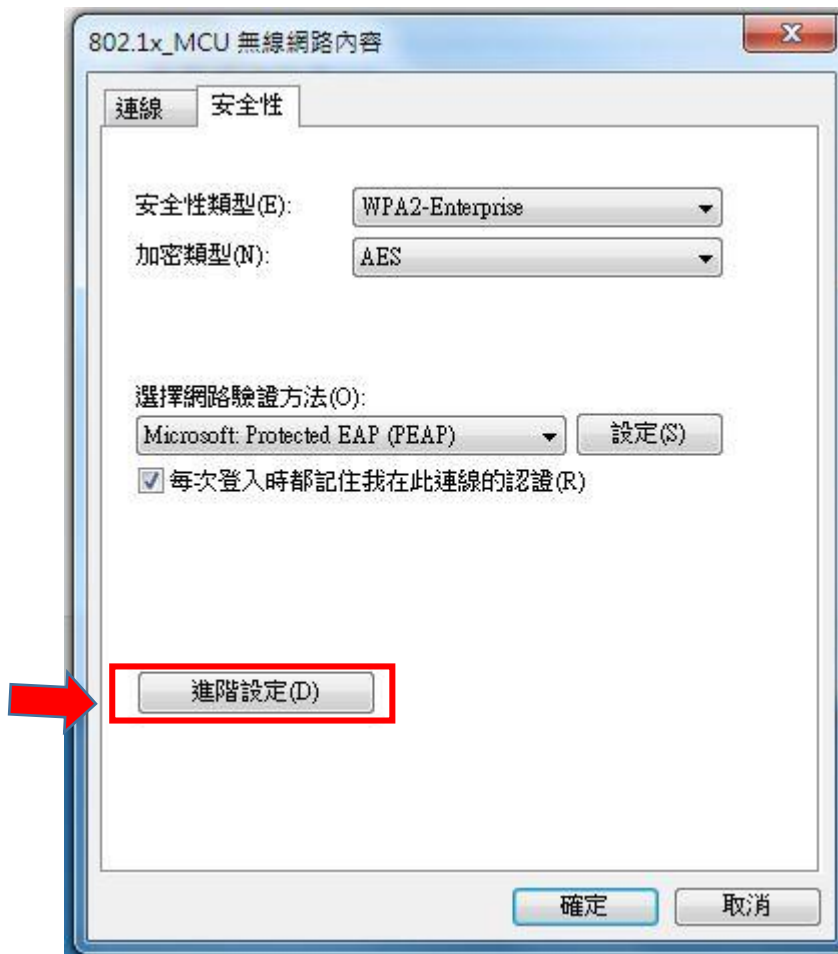 802.1x_MCU 無線網路內容
連線 安全性
安全性類型(E): WPA2-Enterprise
加密類型(N): AES
選擇網路驗證方法(O):
Microsoft: Protected EAP (PEAP) 設定(S)
每次登入時都記住我在此連線的認證(R)
進階設定(D)
確定 取消